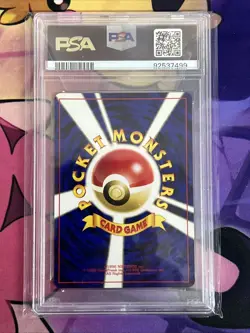 PSA
PSA
92537499
POCKET MONSTERS
CARD GAME